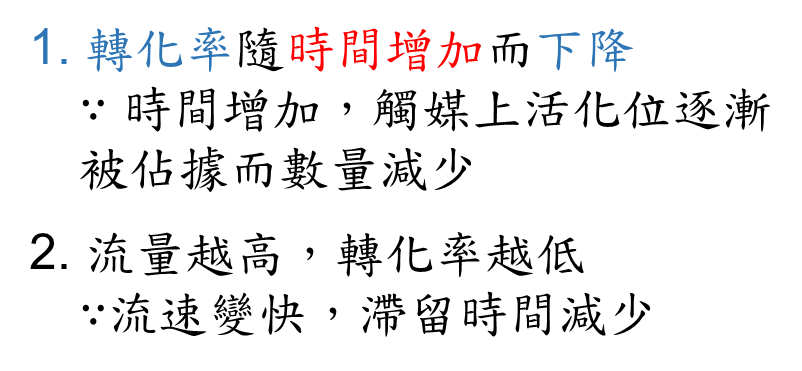 1. 轉化率隨時間增加而下降
∵ 時間增加，觸媒上活化位逐漸
被佔據而數量減少
2. 流量越高，轉化率越低
∵流速變快，滯留時間減少